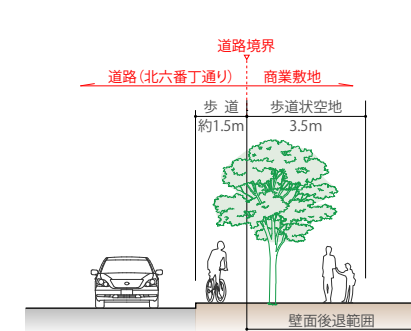 道路境界
道路（北六番丁通り） 商業敷地
歩 道 歩道状空地
約1.5m 3.5m
壁面後退範囲